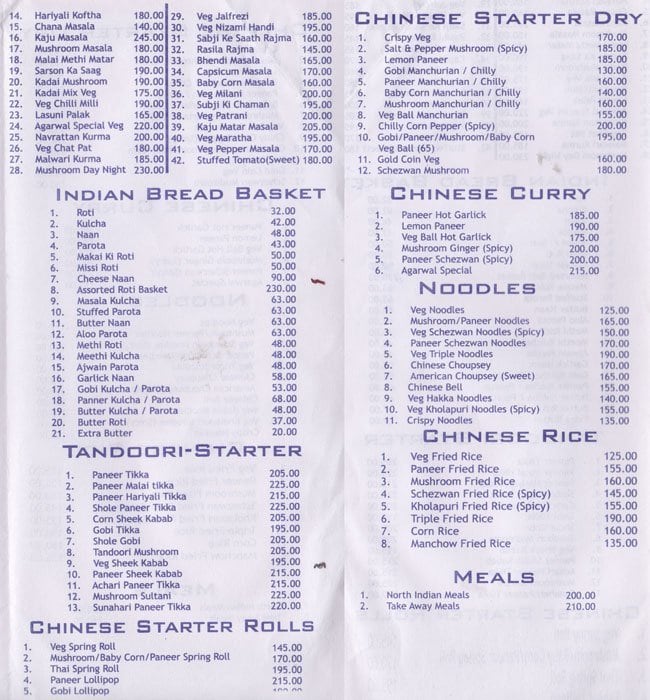 14. Hariyali Koftha 180.00
15. Chana Masala 140.00
16. Kaju Masala 245.00
17. Mushroom Masala 180.00
18. Malai Methi Matar 180.00
19. Sarson Ka Saag 190.00
20. Kadai Mushroom 190.00
21. Kadai Mix Veg 175.00
22. Veg Chilli Milli 190.00
23. Lasuni Palak 165.00
24. Agarwal Special Veg 220.00
25. Navrattan Kurma 200.00
26. Veg Chat Pat 180.00
27. Malwari Kurma 185.00
28. Mushroom Day Night 230.00
29. Veg Jalfrezi 185.00
30. Veg Nizami Handi 195.00
31. Sabji Ke Saath Rajma 160.00
32. Rasila Rajma 145.00
33. Bhendi Masala 165.00
34. Capsicum Masala 170.00
35. Baby Corn Masala 160.00
36. Veg Milani 200.00
37. Subji Ki Chaman 195.00
38. Veg Patrani 200.00
39. Kaju Matar Masala 205.00
40. Veg Maratha 195.00
41. Veg Pepper Masala 170.00
42. Stuffed Tomato(Sweet) 180.00
INDIAN BREAD BASKET
1. Roti 32.00
2. Kulcha 42.00
3. Naan 48.00
4. Parota 43.00
5. Makai Ki Roti 50.00
6. Missi Roti 50.00
7. Cheese Naan 90.00
8. Assorted Roti Basket 230.00
9. Masala Kulcha 63.00
10. Stuffed Parota 63.00
11. Butter Naan 63.00
12. Aloo Parota 63.00
13. Methi Roti 48.00
14. Meethi Kulcha 48.00
15. Ajwain Parota 48.00
16. Garlick Naan 58.00
17. Gobi Kulcha / Parota 53.00
18. Panner Kulcha / Parota 68.00
19. Butter Kulcha / Parota 48.00
20. Butter Roti 37.00
21. Extra Butter 20.00
TANDOORI-STARTER
1. Paneer Tikka 205.00
2. Paneer Malai tikka 225.00
3. Paneer Hariyali Tikka 215.00
4. Shole Paneer Tikka 225.00
5. Corn Sheek Kabab 205.00
6. Gobi Tikka 195.00
7. Shole Gobi 205.00
8. Tandoori Mushroom 205.00
9. Veg Sheek Kabab 195.00
10. Paneer Sheek Kabab 215.00
11. Achari Paneer Tikka 215.00
12. Mushroom Sultani 225.00
13. Sunahari Paneer Tikka 220.00
CHINESE STARTER ROLLS
1. Veg Spring Roll 145.00
2. Mushroom/Baby Corn/Paneer Spring Roll 170.00
3. Thai Spring Roll 195.00
4. Paneer Lollipop 215.00
5. Gobi Lollipop
CHINESE STARTER DRY
1. Crispy Veg 170.00
2. Salt & Pepper Mushroom (Spicy) 185.00
3. Lemon Paneer 185.00
4. Gobi Manchurian / Chilly 130.00
5. Paneer Manchurian / Chilly 160.00
6. Baby Corn Manchurian / Chilly 140.00
7. Mushroom Manchurian / Chilly 160.00
8. Veg Ball Manchurian 155.00
9. Chilly Corn Pepper (Spicy) 200.00
10. Gobi/Paneer/Mushroom/Baby Corn 195.00
Veg Ball (65)
11. Gold Coin Veg 160.00
12. Schezwan Mushroom 180.00
CHINESE CURRY
1. Paneer Hot Garlick 185.00
2. Lemon Paneer 190.00
3. Veg Ball Hot Garlick 175.00
4. Mushroom Ginger (Spicy) 200.00
5. Paneer Schezwan (Spicy) 200.00
6. Agarwal Special 215.00
NOODLES
1. Veg Noodles 125.00
2. Mushroom/Paneer Noodles 165.00
3. Veg Schezwan Noodles (Spicy) 150.00
4. Paneer Schezwan Noodles 170.00
5. Veg Triple Noodles 190.00
6. Chinese Choupsey 170.00
7. American Choupsey (Sweet) 165.00
8. Chinese Bell 155.00
9. Veg Hakka Noodles 140.00
10. Veg Kholapuri Noodles (Spicy) 155.00
11. Crispy Noodles 135.00
CHINESE RICE
1. Veg Fried Rice 125.00
2. Paneer Fried Rice 155.00
3. Mushroom Fried Rice 160.00
4. Schezwan Fried Rice (Spicy) 145.00
5. Kholapuri Fried Rice (Spicy) 155.00
6. Triple Fried Rice 190.00
7. Corn Rice 160.00
8. Manchow Fried Rice 135.00
MEALS
1. North Indian Meals 200.00
2. Take Away Meals 210.00